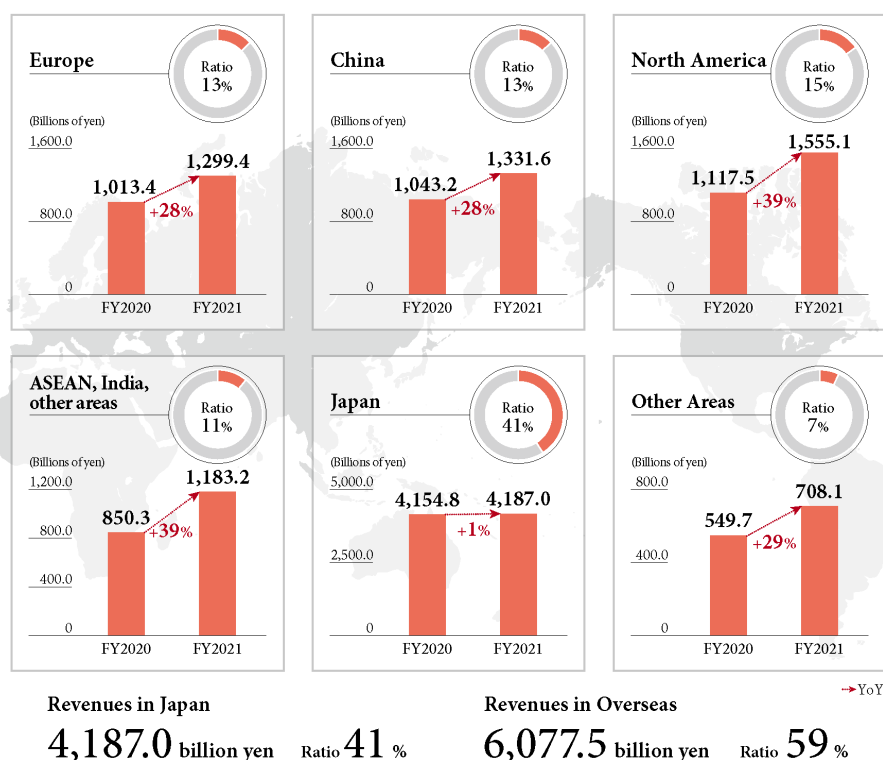 Europe
Ratio
13%
(Billions of yen)
1,600.0
1,299.4
1,013.4
+28%
800.0
0
FY2020 FY2021
China
Ratio
13%
(Billions of yen)
1,600.0
1,331.6
1,043.2
+28%
800.0
0
FY2020 FY2021
North America
Ratio
15%
(Billions of yen)
1,600.0
1,555.1
1,117.5
+39%
800.0
0
FY2020 FY2021
ASEAN, India,
other areas
Ratio
11%
(Billions of yen)
1,200.0
1,183.2
850.3
+39%
800.0
400.0
0
FY2020 FY2021
Japan
Ratio
41%
(Billions of yen)
5,000.0
4,154.8 4,187.0
+1%
2,500.0
0
FY2020 FY2021
Other Areas
Ratio
7%
(Billions of yen)
800.0
708.1
549.7
+29%
400.0
0
FY2020 FY2021
YoY
Revenues in Japan
4,187.0 billion yen Ratio 41 %
Revenues in Overseas
6,077.5 billion yen Ratio 59 %